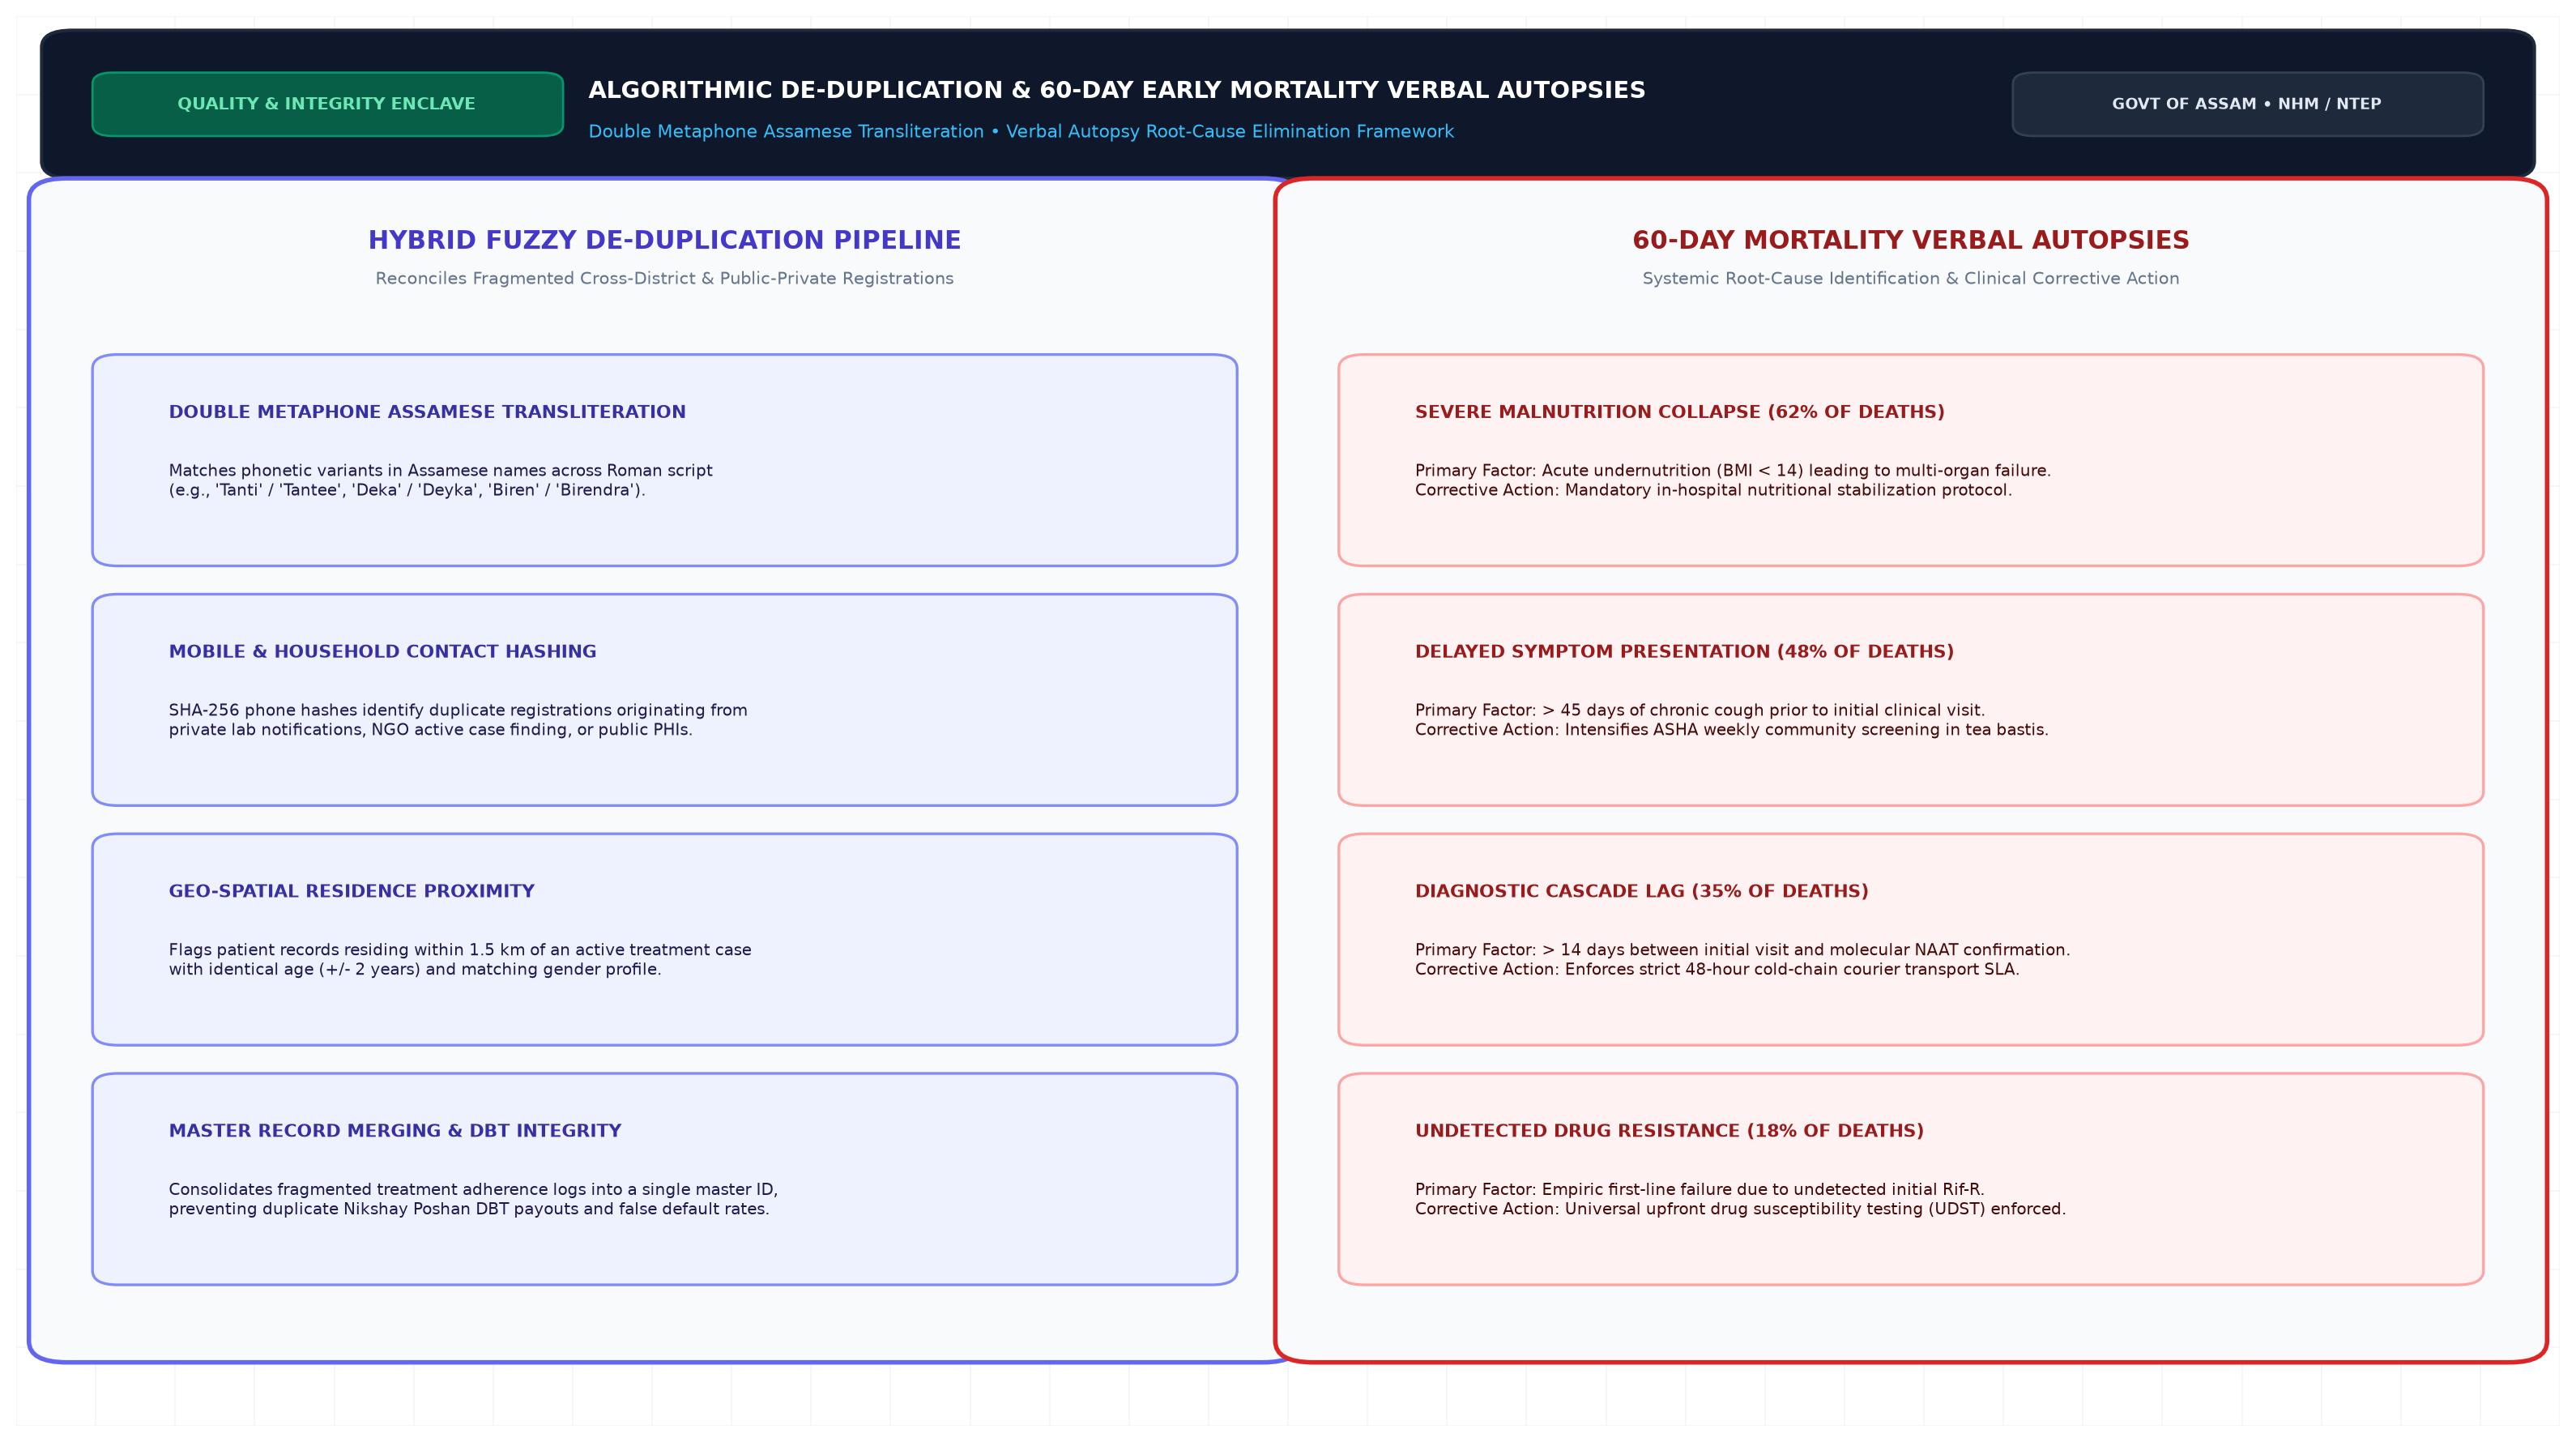 QUALITY & INTEGRITY ENCLAVE
ALGORITHMIC DE-DUPLICATION & 60-DAY EARLY MORTALITY VERBAL AUTOPSIES
Double Metaphone Assamese Transliteration • Verbal Autopsy Root-Cause Elimination Framework
GOVT OF ASSAM • NHM / NTEP
HYBRID FUZZY DE-DUPLICATION PIPELINE
Reconciles Fragmented Cross-District & Public-Private Registrations
DOUBLE METAPHONE ASSAMESE TRANSLITERATION
Matches phonetic variants in Assamese names across Roman script
(e.g., 'Tanti' / 'Tantee', 'Deka' / 'Deyka', 'Biren' / 'Birendra').
MOBILE & HOUSEHOLD CONTACT HASHING
SHA-256 phone hashes identify duplicate registrations originating from
private lab notifications, NGO active case finding, or public PHIs.
GEO-SPATIAL RESIDENCE PROXIMITY
Flags patient records residing within 1.5 km of an active treatment case
with identical age (+/- 2 years) and matching gender profile.
MASTER RECORD MERGING & DBT INTEGRITY
Consolidates fragmented treatment adherence logs into a single master ID,
preventing duplicate Nikshay Poshan DBT payouts and false default rates.
60-DAY MORTALITY VERBAL AUTOPSIES
Systemic Root-Cause Identification & Clinical Corrective Action
SEVERE MALNUTRITION COLLAPSE (62% OF DEATHS)
Primary Factor: Acute undernutrition (BMI < 14) leading to multi-organ failure.
Corrective Action: Mandatory in-hospital nutritional stabilization protocol.
DELAYED SYMPTOM PRESENTATION (48% OF DEATHS)
Primary Factor: > 45 days of chronic cough prior to initial clinical visit.
Corrective Action: Intensifies ASHA weekly community screening in tea bastis.
DIAGNOSTIC CASCADE LAG (35% OF DEATHS)
Primary Factor: > 14 days between initial visit and molecular NAAT confirmation.
Corrective Action: Enforces strict 48-hour cold-chain courier transport SLA.
UNDETECTED DRUG RESISTANCE (18% OF DEATHS)
Primary Factor: Empiric first-line failure due to undetected initial Rif-R.
Corrective Action: Universal upfront drug susceptibility testing (UDST) enforced.